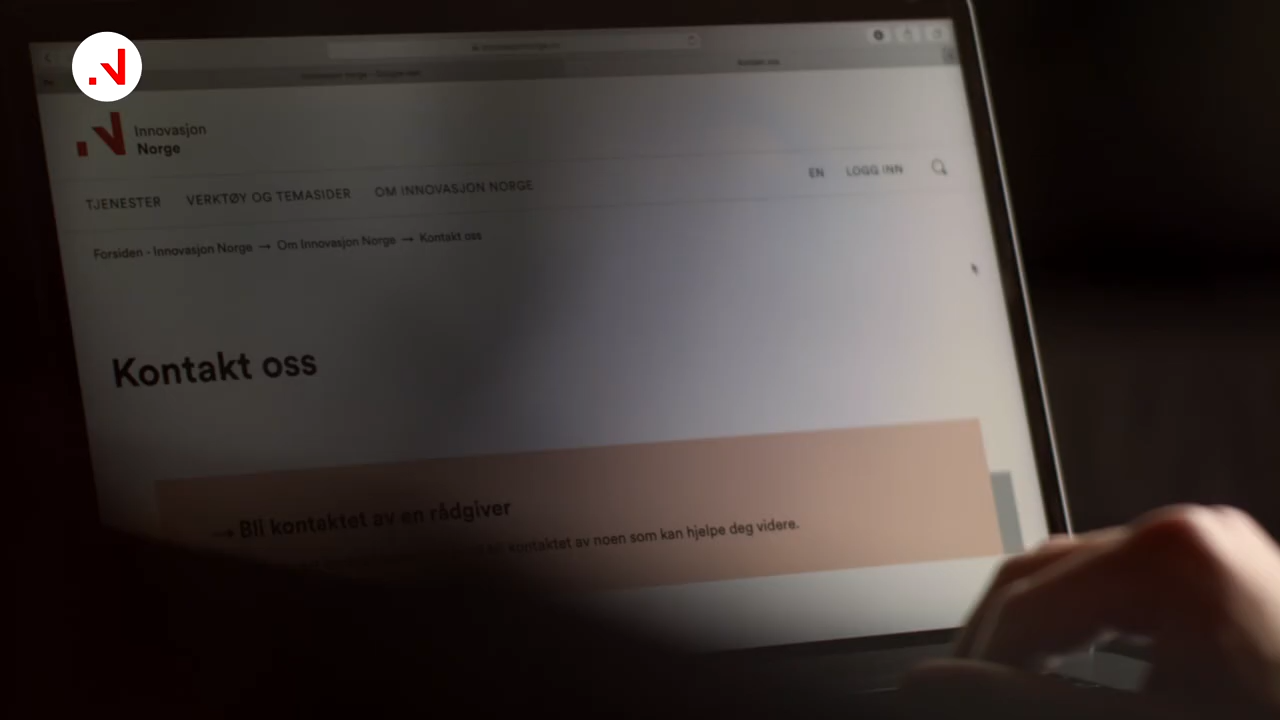 Innovasjon
Norge
TJENESTER VERKTØY OG TEMASIDER OM INNOVASJON NORGE EN LOGG INN
Forsiden - Innovasjon Norge → Om Innovasjon Norge → Kontakt oss
Kontakt oss
→ Bli kontaktet av en rådgiver
kontaktet av noen som kan hjelpe deg videre.